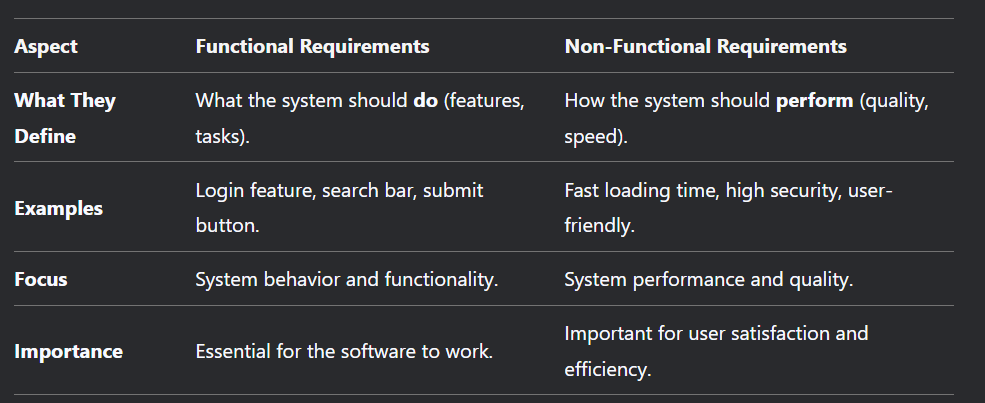 Aspect Functional Requirements Non-Functional Requirements
What They Define What the system should do (features, tasks). How the system should perform (quality, speed).
Examples Login feature, search bar, submit button. Fast loading time, high security, user-friendly.
Focus System behavior and functionality. System performance and quality.
Importance Essential for the software to work. Important for user satisfaction and efficiency.